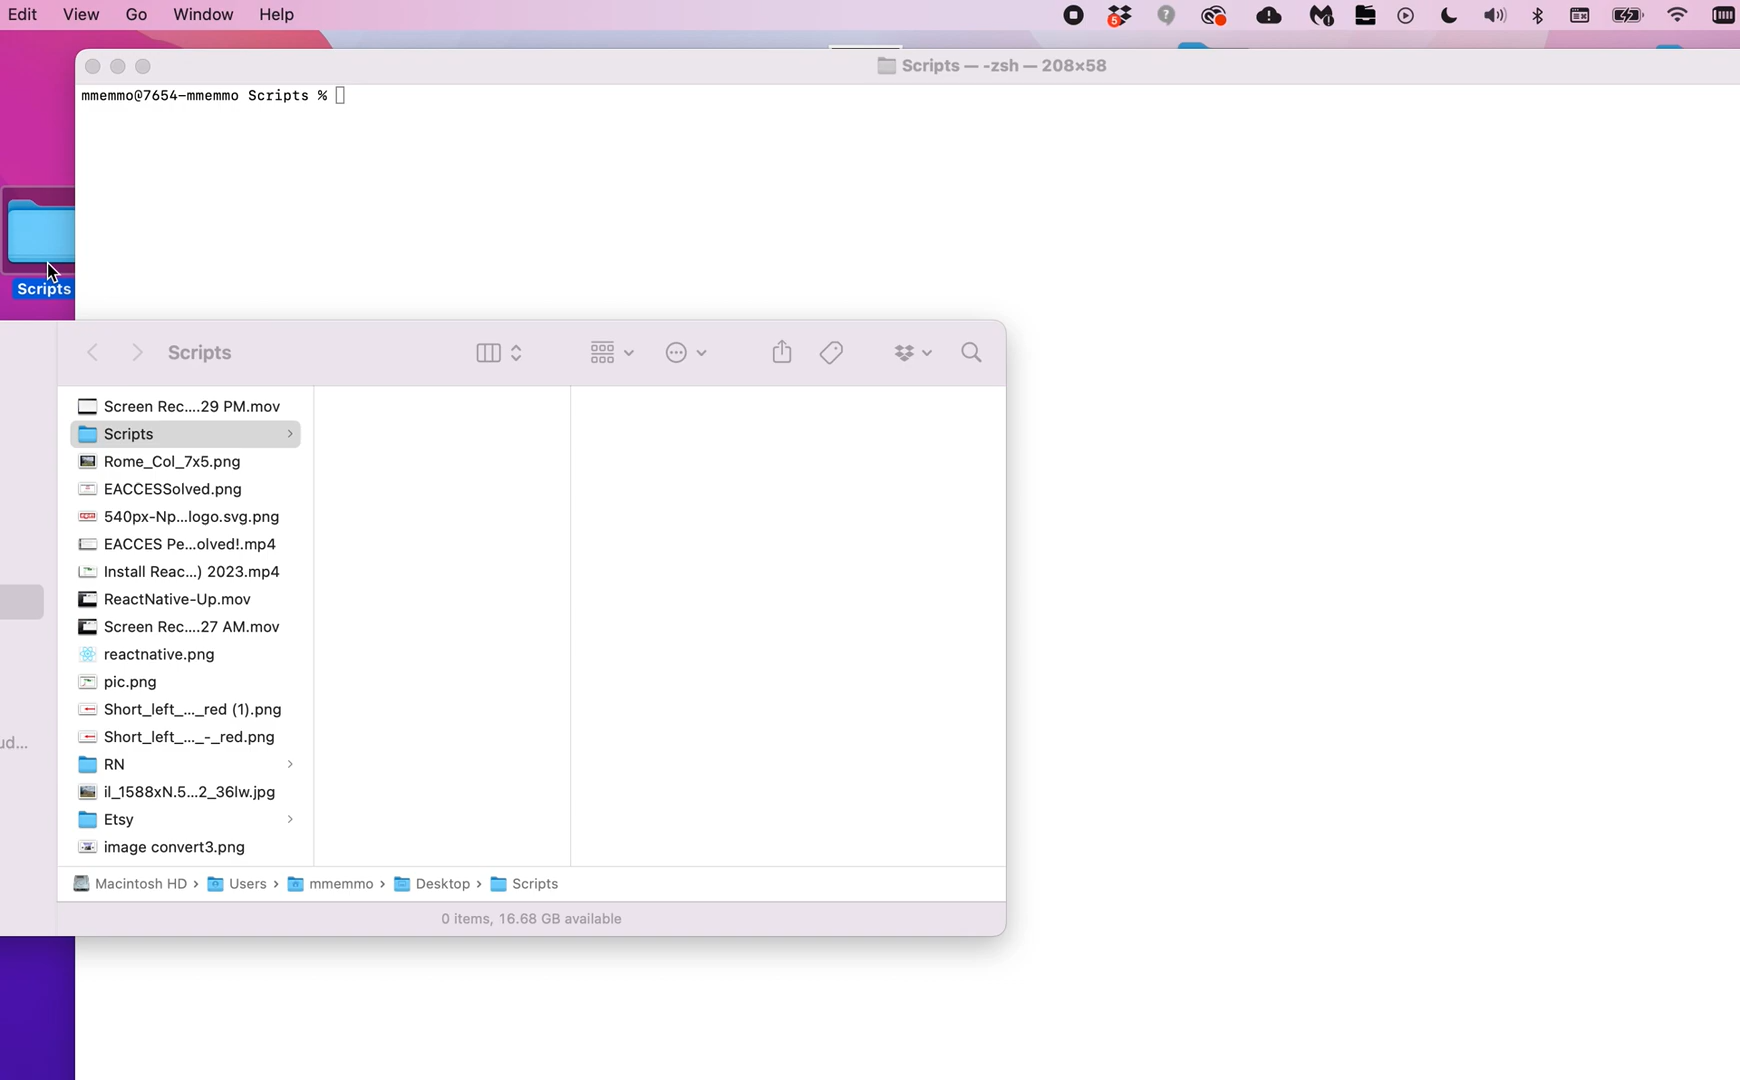 Edit View Go Window Help
5
Scripts — -zsh — 208×58
mmemmo@7654-mmemmo Scripts %
Scripts
Scripts
Screen Rec....29 PM.mov
Scripts
Rome_Col_7x5.png
EACCESSolved.png
540px-Np...logo.svg.png
EACCES Pe...olved!.mp4
Install Reac...) 2023.mp4
ReactNative-Up.mov
Screen Rec....27 AM.mov
reactnative.png
pic.png
Short_left_..._red (1).png
Short_left_..._-_red.png
ud...
RN
il_1588xN.5...2_36lw.jpg
Etsy
image convert3.png
Macintosh HD › Users › mmemmo › Desktop › Scripts
0 items, 16.68 GB available